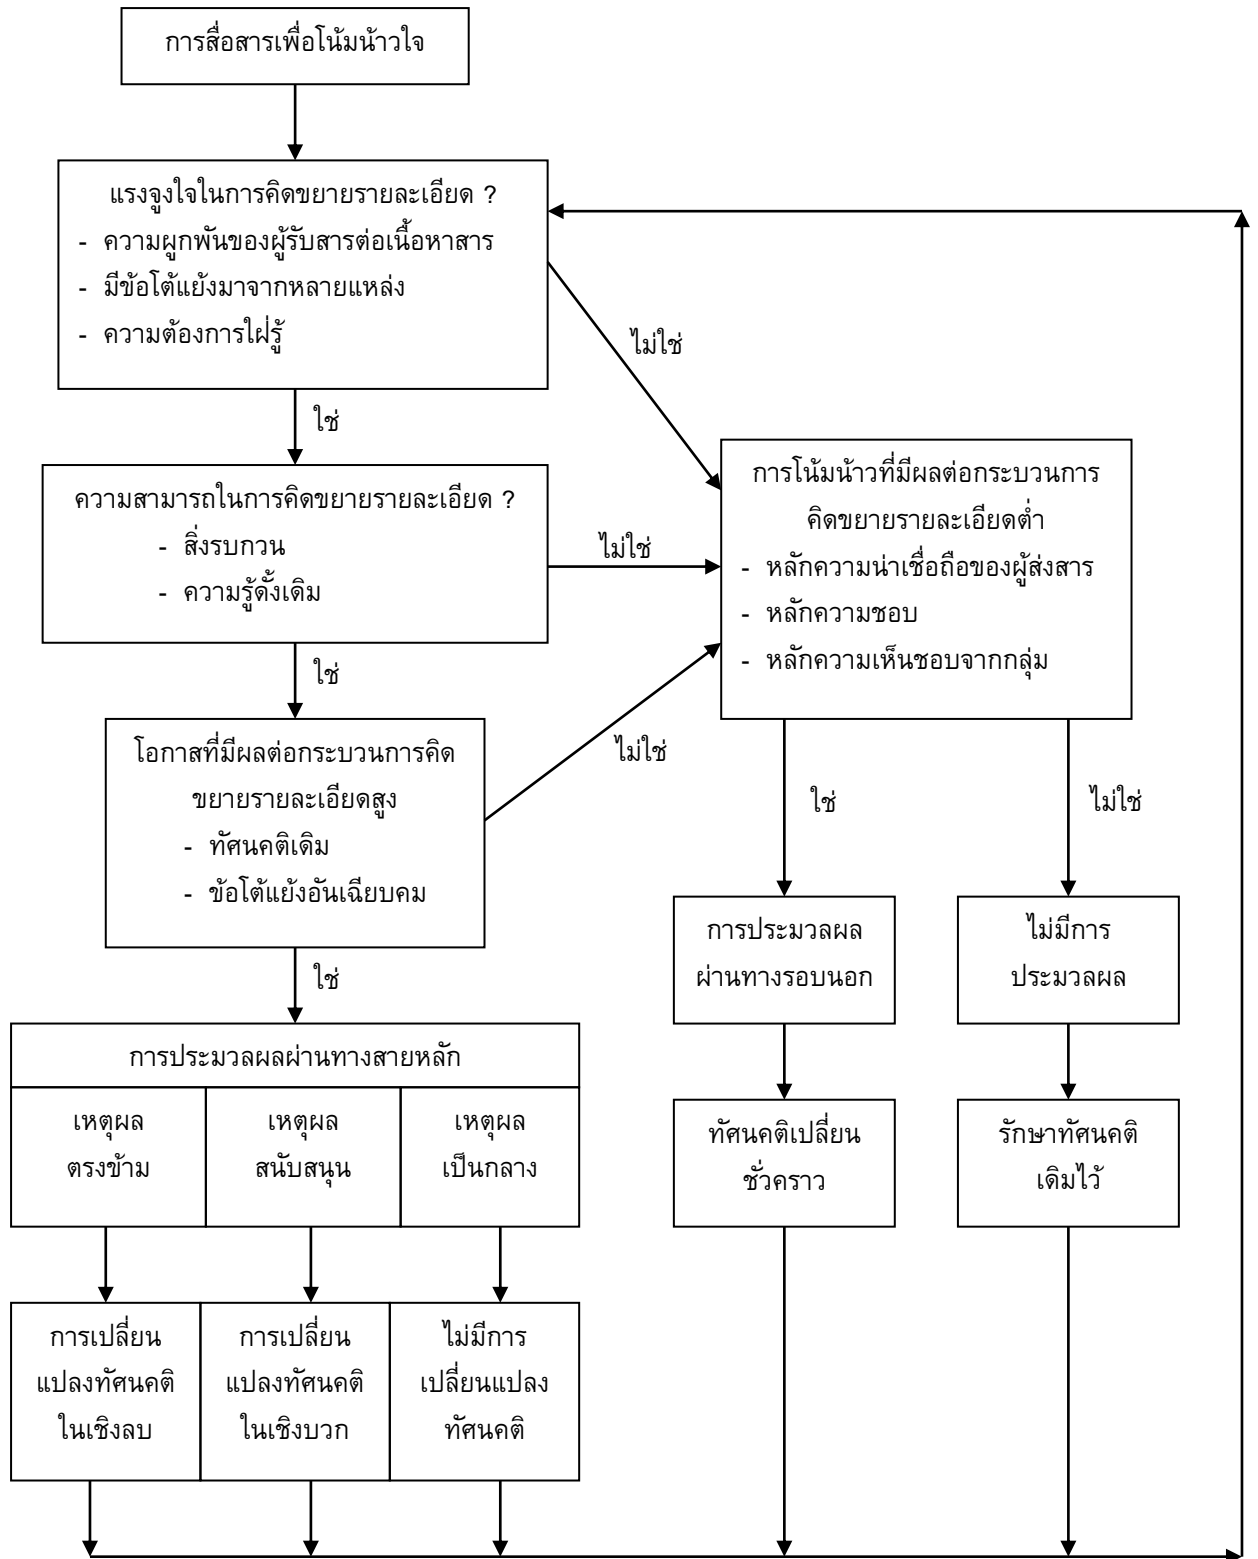 การสื่อสารเพื่อโน้มน้าวใจ
แรงจูงใจในการคิดขยายรายละเอียด ?
- ความผูกพันของผู้รับสารต่อเนื้อหาสาร
- มีข้อโต้แย้งมาจากหลายแหล่ง
- ความต้องการใฝ่รู้
ไม่ใช่
ใช่
ความสามารถในการคิดขยายรายละเอียด ?
- สิ่งรบกวน
- ความรู้ดั้งเดิม
ไม่ใช่
การโน้มน้าวที่มีผลต่อกระบวนการ
คิดขยายรายละเอียดต่ำ
- หลักความน่าเชื่อถือของผู้ส่งสาร
- หลักความชอบ
- หลักความเห็นชอบจากกลุ่ม
ใช่
โอกาสที่มีผลต่อกระบวนการคิด
ขยายรายละเอียดสูง
- ทัศนคติเดิม
- ข้อโต้แย้งอันเฉียบคม
ไม่ใช่
ใช่
ไม่ใช่
การประมวลผล
ผ่านทางรอบนอก
ไม่มีการ
ประมวลผล
ใช่
การประมวลผลผ่านทางสายหลัก
เหตุผล
ตรงข้าม
เหตุผล
สนับสนุน
เหตุผล
เป็นกลาง
ทัศนคติเปลี่ยน
ชั่วคราว
รักษาทัศนคติ
เดิมไว้
การเปลี่ยน
แปลงทัศนคติ
ในเชิงลบ
การเปลี่ยน
แปลงทัศนคติ
ในเชิงบวก
ไม่มีการ
เปลี่ยนแปลง
ทัศนคติ